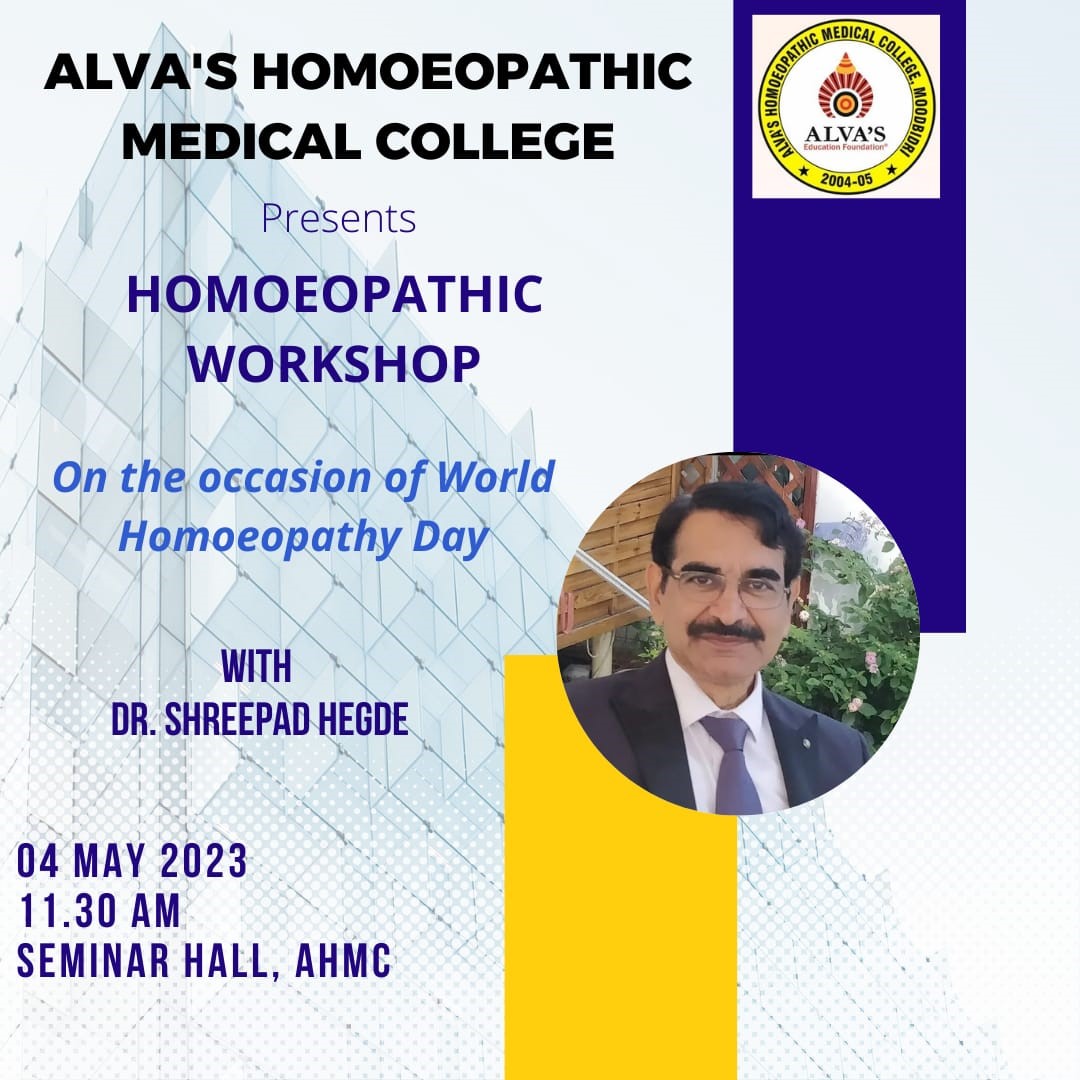 ALVA'S HOMOEOPATHIC
MEDICAL COLLEGE
Presents
HOMOEOPATHIC
WORKSHOP
On the occasion of World
Homoeopathy Day
WITH
DR. SHREEPAD HEGDE
04 MAY 2023
11.30 AM
SEMINAR HALL, AHMC
ALVA'S HOMOEOPATHIC MEDICAL COLLEGE, MOODBIDRI
ALVA'S
Education Foundation®
★ 2004-05 ★